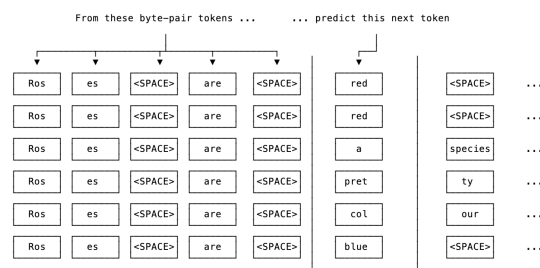 From these byte-pair tokens ... ... predict this next token
Ros es <SPACE> are <SPACE> red <SPACE> ...
Ros es <SPACE> are <SPACE> red <SPACE> ...
Ros es <SPACE> are <SPACE> a species ...
Ros es <SPACE> are <SPACE> pret ty ...
Ros es <SPACE> are <SPACE> col our ...
Ros es <SPACE> are <SPACE> blue <SPACE> ...